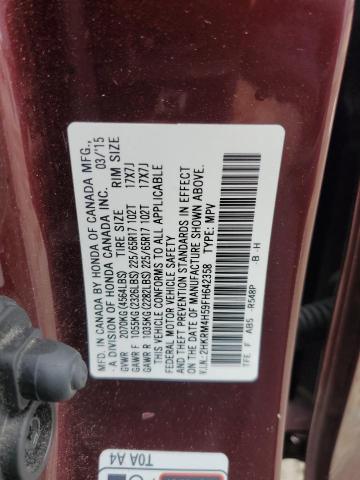 MFD. IN CANADA BY HONDA OF CANADA MFG.,
A DIVISION OF HONDA CANADA INC. 03/15
TIRE SIZE RIM SIZE
GVWR 2070KG(4564LBS)
GAWR F 1055KG(2326LBS) 225/65R17 102T 17X7J
GAWR R 1035KG(2282LBS) 225/65R17 102T 17X7J
THIS VEHICLE CONFORMS TO ALL APPLICABLE
FEDERAL MOTOR VEHICLE SAFETY
AND THEFT PREVENTION STANDARDS IN EFFECT
ON THE DATE OF MANUFACTURE SHOWN ABOVE.
V.I.N.: 2HKRM4H59FH642358 TYPE: MPV
TFE. F AB5 R548P - B -H
T0A A4